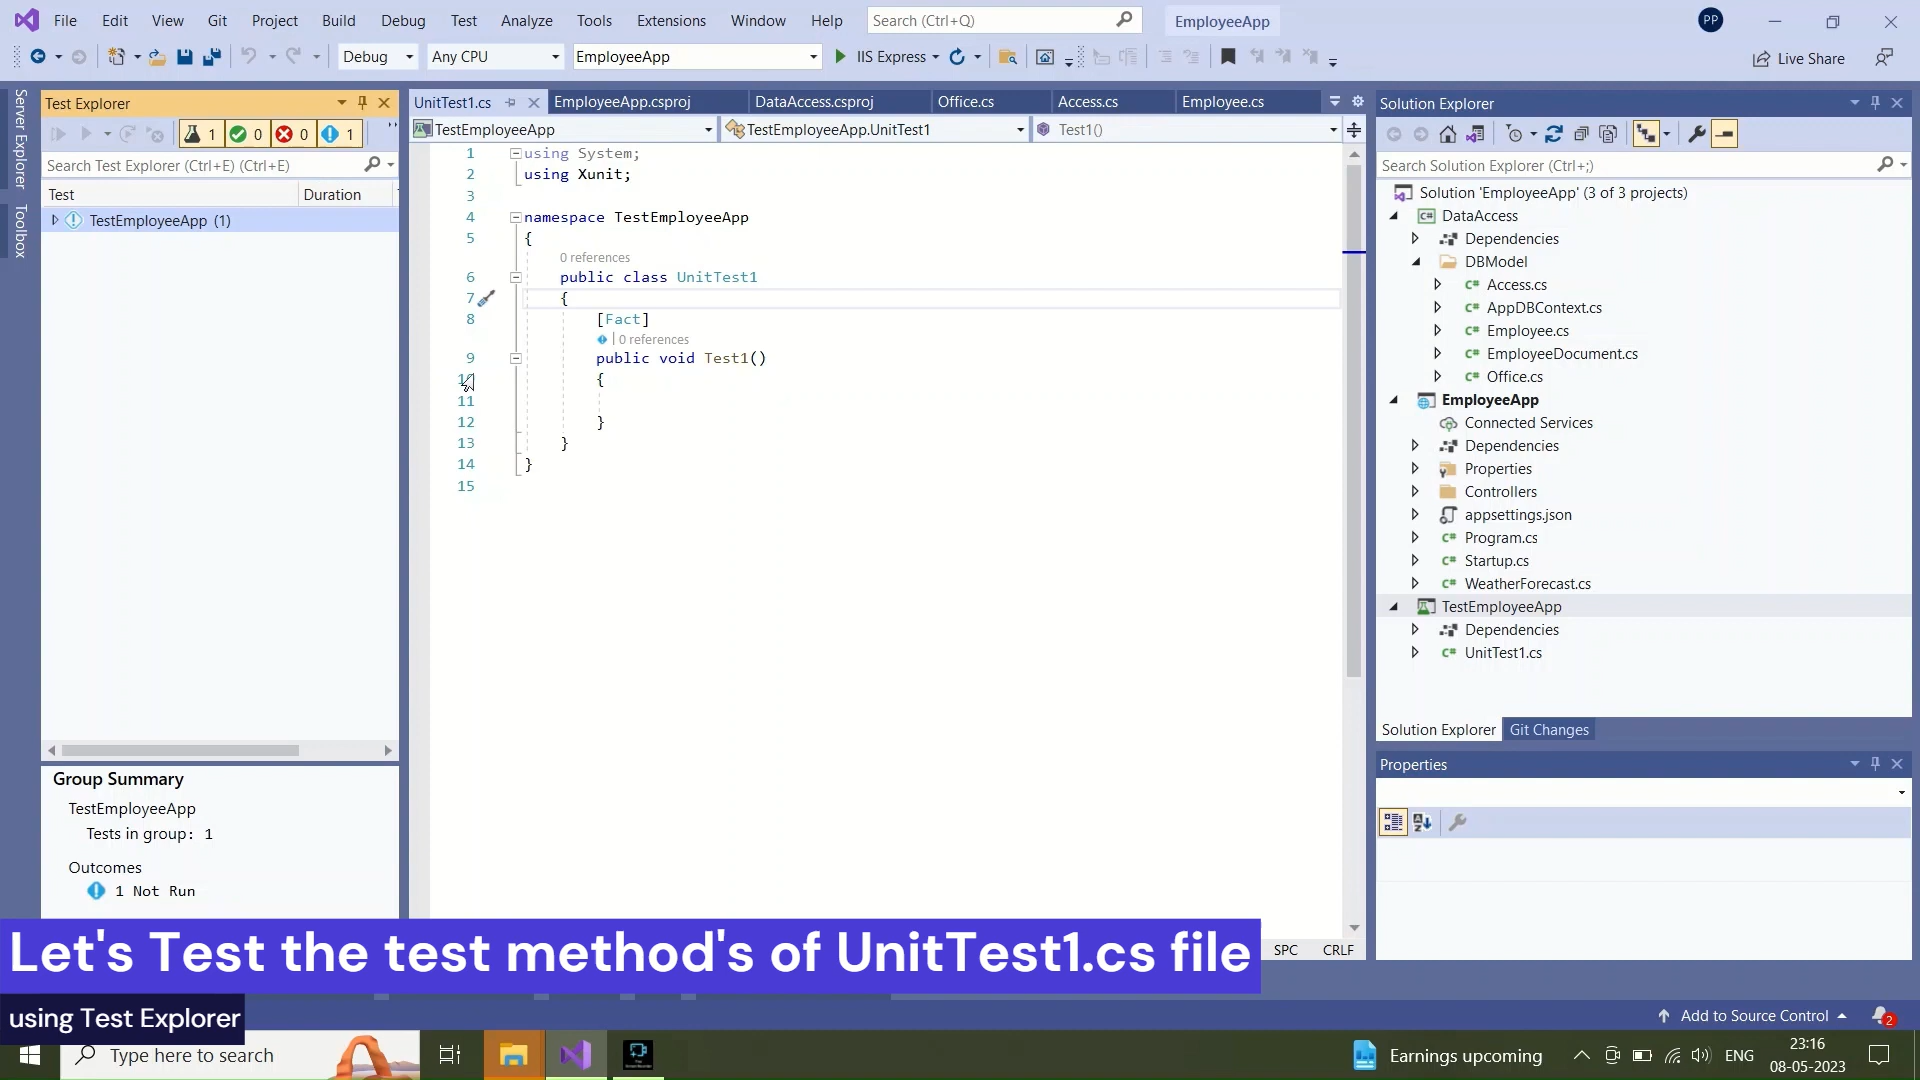 File Edit View Git Project Build Debug Test Analyze Tools Extensions Window Help Search (Ctrl+Q) EmployeeApp PP
Debug Any CPU EmployeeApp IIS Express Live Share
Server Explorer
Toolbox
Test Explorer
1 0 0 1
Search Test Explorer (Ctrl+E) (Ctrl+E)
Test Duration
TestEmployeeApp (1)
Group Summary
TestEmployeeApp
Tests in group: 1
Outcomes
1 Not Run
UnitTest1.cs EmployeeApp.csproj DataAccess.csproj Office.cs Access.cs Employee.cs
TestEmployeeApp TestEmployeeApp.UnitTest1 Test1()
1 using System;
2 using Xunit;
3
4 namespace TestEmployeeApp
5 {
0 references
6 public class UnitTest1
7 {
8 [Fact]
0 references
9 public void Test1()
10 {
11
12 }
13 }
14 }
15
SPC CRLF
Solution Explorer
Search Solution Explorer (Ctrl+;)
Solution 'EmployeeApp' (3 of 3 projects)
DataAccess
Dependencies
DBModel
Access.cs
AppDBContext.cs
Employee.cs
EmployeeDocument.cs
Office.cs
EmployeeApp
Connected Services
Dependencies
Properties
Controllers
appsettings.json
Program.cs
Startup.cs
WeatherForecast.cs
TestEmployeeApp
Dependencies
UnitTest1.cs
Solution Explorer Git Changes
Properties
Let's Test the test method's of UnitTest1.cs file
using Test Explorer
Add to Source Control 2
Type here to search
Earnings upcoming ENG 23:16
08-05-2023